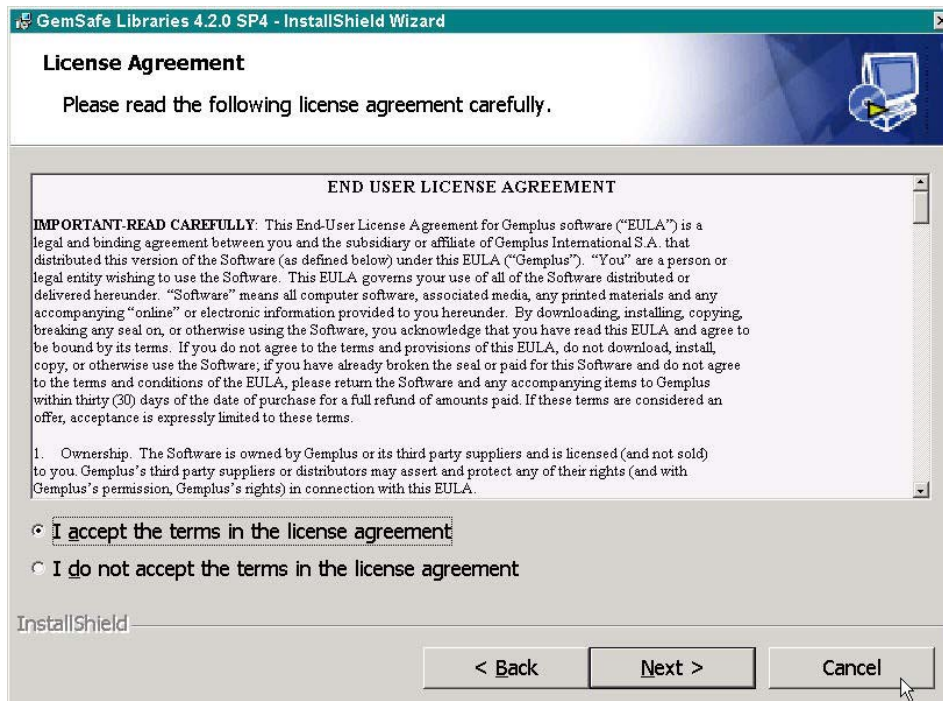 GemSafe Libraries 4.2.0 SP4 - InstallShield Wizard
License Agreement
Please read the following license agreement carefully.
END USER LICENSE AGREEMENT
IMPORTANT-READ CAREFULLY: This End-User License Agreement for Gemplus software (“EULA”) is a
legal and binding agreement between you and the subsidiary or affiliate of Gemplus International S.A. that
distributed this version of the Software (as defined below) under this EULA (“Gemplus”). “You” are a person or
legal entity wishing to use the Software. This EULA governs your use of all of the Software distributed or
delivered hereunder. “Software” means all computer software, associated media, any printed materials and any
accompanying “online” or electronic information provided to you hereunder. By downloading, installing, copying,
breaking any seal on, or otherwise using the Software, you acknowledge that you have read this EULA and agree to
be bound by its terms. If you do not agree to the terms and provisions of this EULA, do not download, install,
copy, or otherwise use the Software; if you have already broken the seal or paid for this Software and do not agree
to the terms and conditions of the EULA, please return the Software and any accompanying items to Gemplus
within thirty (30) days of the date of purchase for a full refund of amounts paid. If these terms are considered an
offer, acceptance is expressly limited to these terms.
1. Ownership. The Software is owned by Gemplus or its third party suppliers and is licensed (and not sold)
to you. Gemplus’s third party suppliers or distributors may assert and protect any of their rights (and with
Gemplus’s permission, Gemplus’s rights) in connection with this EULA.
I accept the terms in the license agreement
I do not accept the terms in the license agreement
InstallShield
< Back
Next >
Cancel